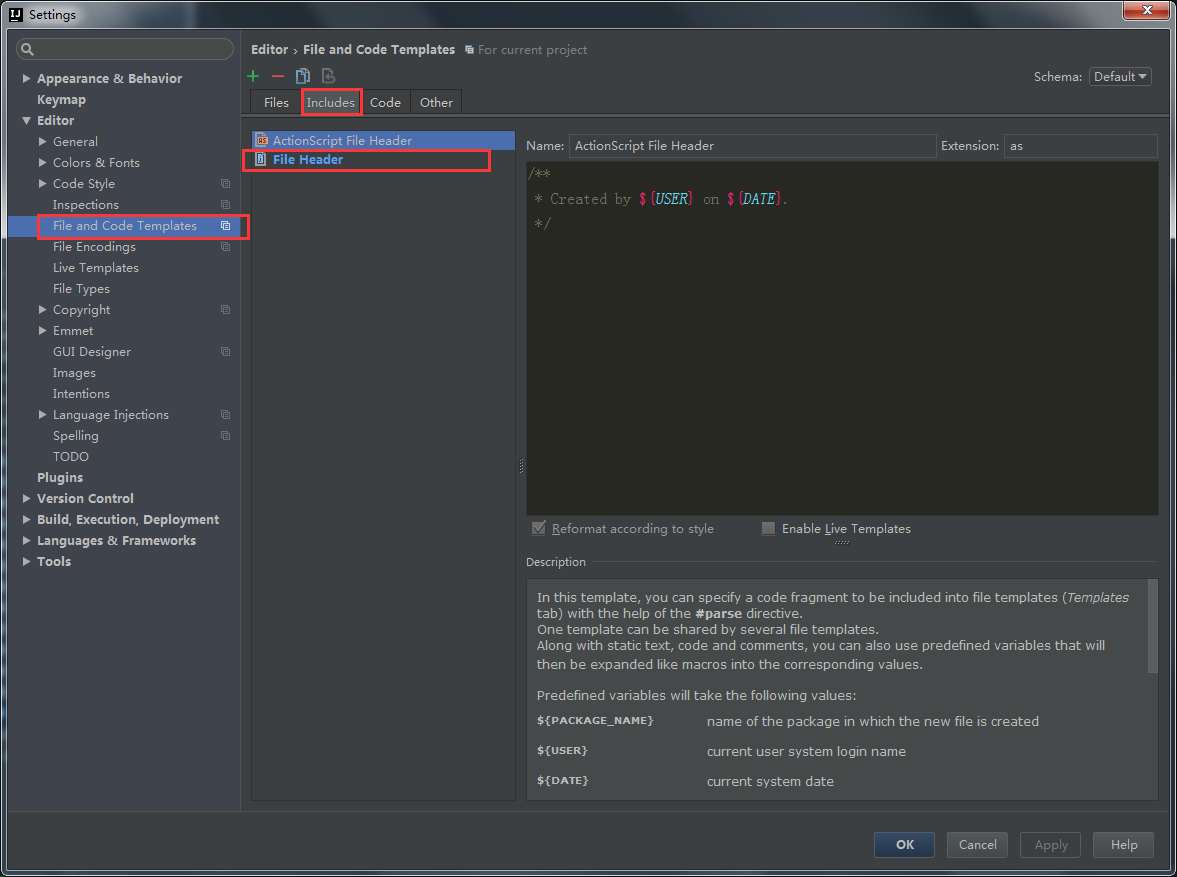 Settings
Appearance & Behavior
Keymap
Editor
General
Colors & Fonts
Code Style
Inspections
File and Code Templates
File Encodings
Live Templates
File Types
Copyright
Emmet
GUI Designer
Images
Intentions
Language Injections
Spelling
TODO
Plugins
Version Control
Build, Execution, Deployment
Languages & Frameworks
Tools
Editor › File and Code Templates For current project
Schema: Default
Files Includes Code Other
ActionScript File Header
File Header
Name: ActionScript File Header Extension: as
/**
* Created by ${USER} on ${DATE}.
*/
Reformat according to style Enable Live Templates
Description
In this template, you can specify a code fragment to be included into file templates (Templates
tab) with the help of the #parse directive.
One template can be shared by several file templates.
Along with static text, code and comments, you can also use predefined variables that will
then be expanded like macros into the corresponding values.
Predefined variables will take the following values:
${PACKAGE_NAME} name of the package in which the new file is created
${USER} current user system login name
${DATE} current system date
OK Cancel Apply Help